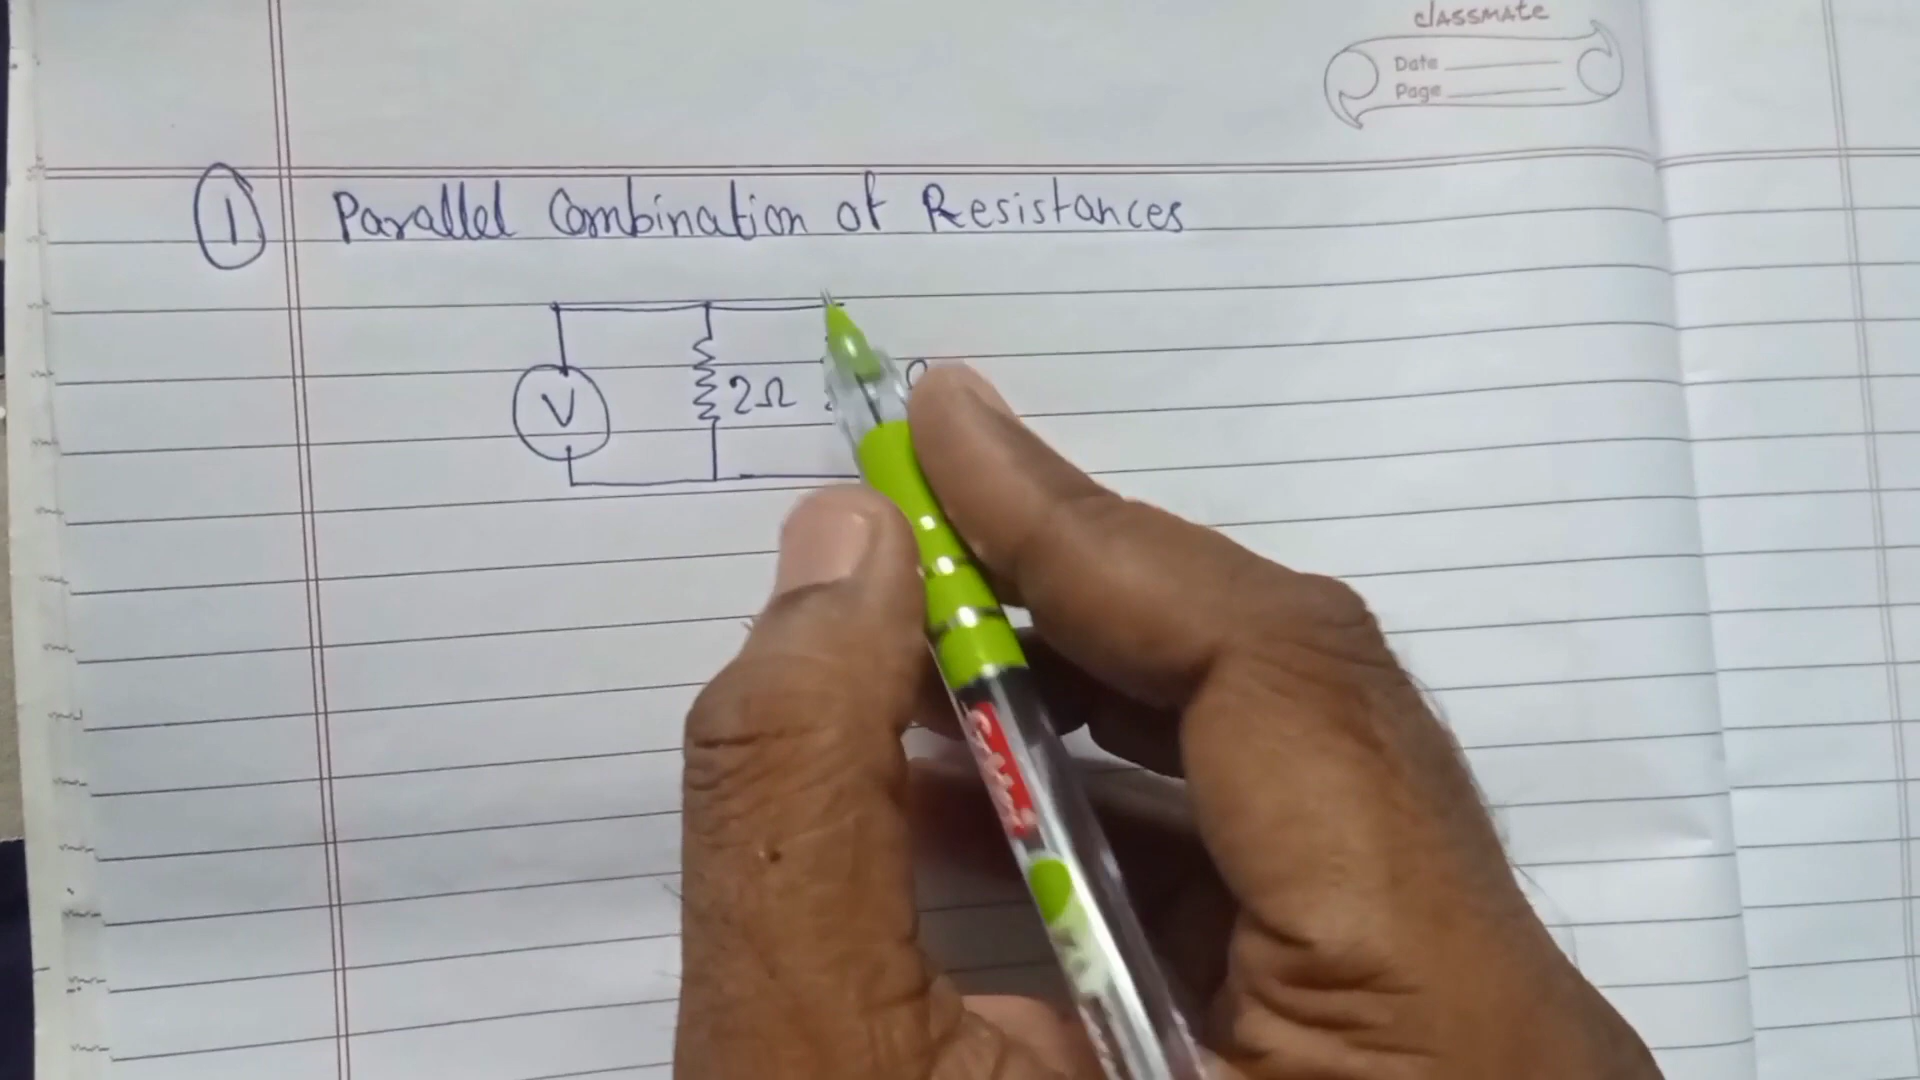 classmate
Date
Page
1 Parallel Combination of Resistances
V
2Ω